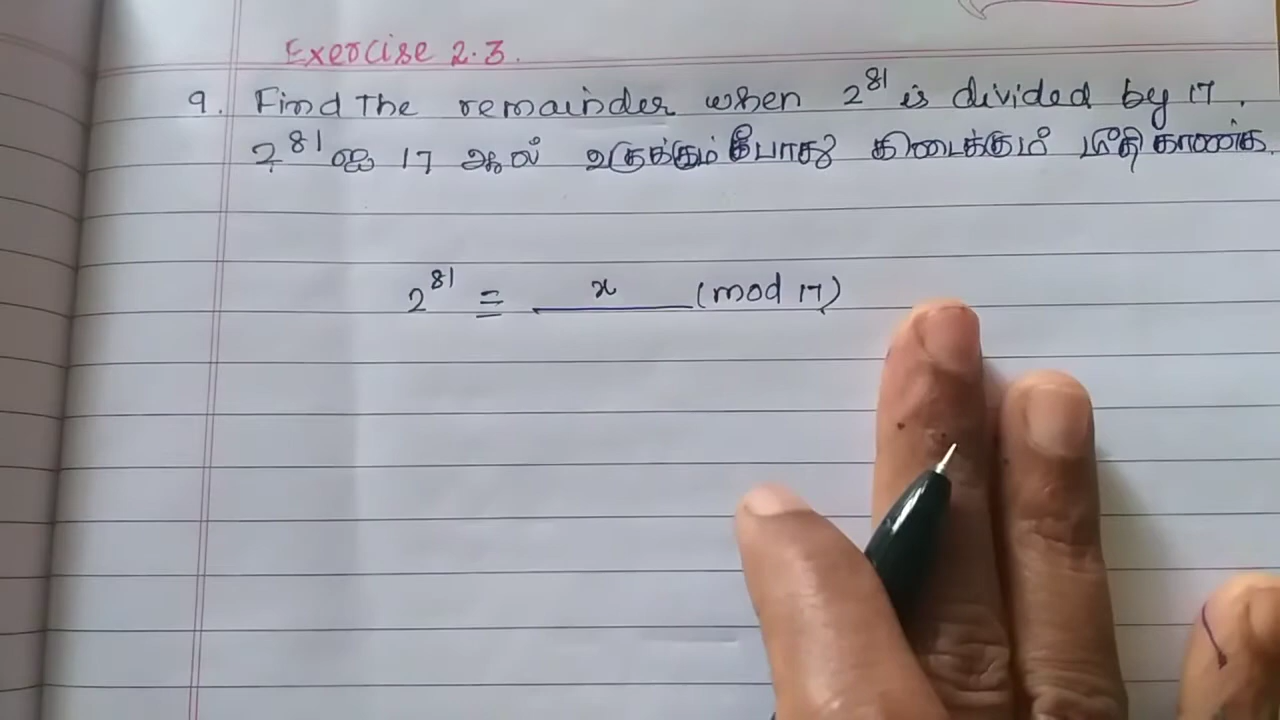 Exercise 2.3.
9. Find The remainder when 2^81 is divided by 17.
2^81 ஐ 17 ஆல் வகுக்கும் போது கிடைக்கும் மீதி காண்க.
2^81 ≡ x (mod 17)